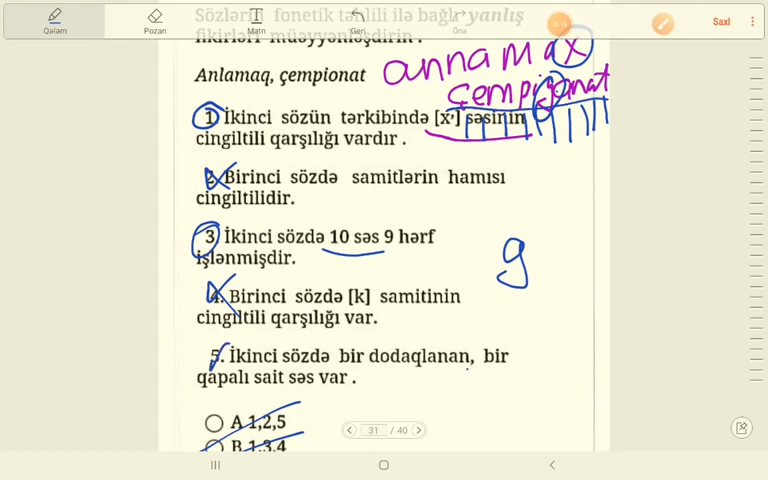 Qələm
Pozan
Mətn
Geri
Önə
Saxl
Sözlərin fonetik təhlili ilə bağlı yanlış
fikirləri müəyyənləşdirin .
Anlamaq, çempionat
annamax
çempiyonat
1. İkinci sözün tərkibində [x'] səsinin
cingiltili qarşılığı vardır .
2. Birinci sözdə samitlərin hamısı
cingiltilidir.
3. İkinci sözdə 10 səs 9 hərf
işlənmişdir.
9
4. Birinci sözdə [k] samitinin
cingiltili qarşılığı var.
5. İkinci sözdə bir dodaqlanan, bir
qapalı sait səs var .
A 1,2,5
B 1,3,4
31 / 40